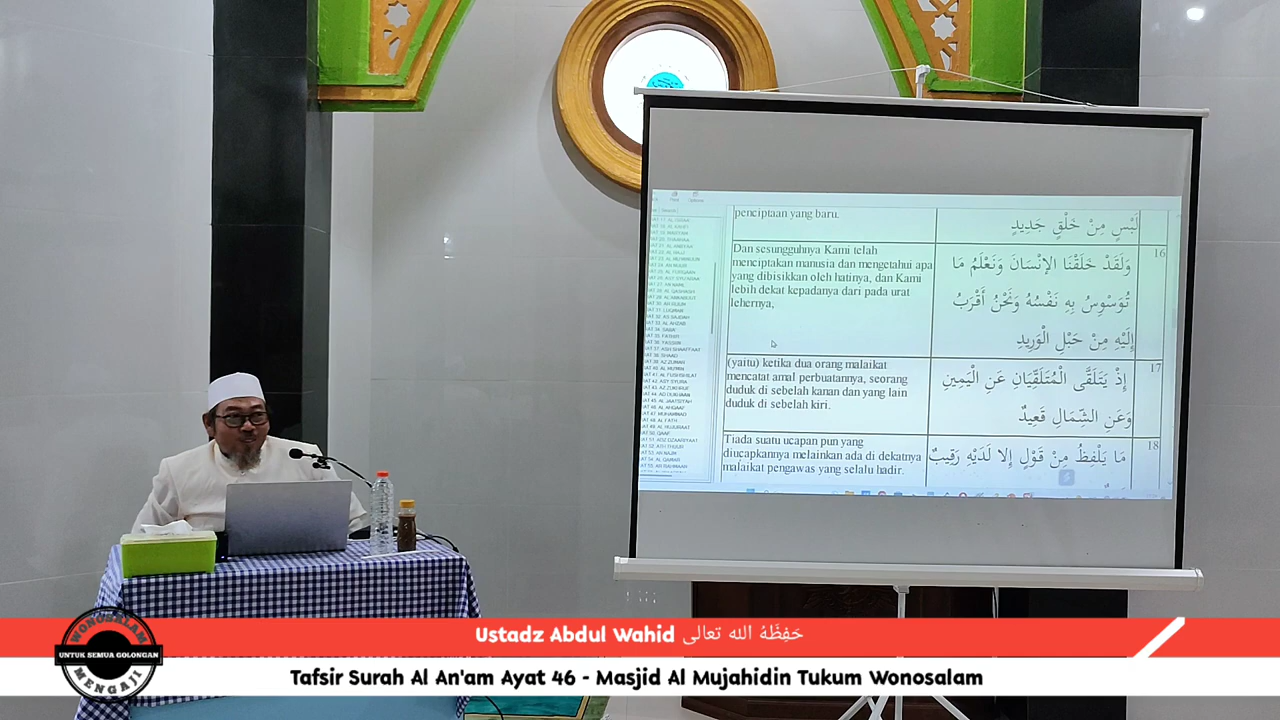 penciptaan yang baru.
لَبْسٍ مِنْ خَلْقٍ جَدِيدٍ
Dan sesungguhnya Kami telah
menciptakan manusia dan mengetahui apa
yang dibisikkan oleh hatinya, dan Kami
lebih dekat kepadanya dari pada urat
lehernya,
16
وَلَقَدْ خَلَقْنَا الإنْسَانَ وَنَعْلَمُ مَا
تُوَسْوِسُ بِهِ نَفْسُهُ وَنَحْنُ أَقْرَبُ
إِلَيْهِ مِنْ حَبْلِ الْوَرِيدِ
(yaitu) ketika dua orang malaikat
mencatat amal perbuatannya, seorang
duduk di sebelah kanan dan yang lain
duduk di sebelah kiri.
17
إِذْ يَتَلَقَّى الْمُتَلَقِّيَانِ عَنِ الْيَمِينِ
وَعَنِ الشِّمَالِ قَعِيدٌ
Tiada suatu ucapan pun yang
diucapkannya melainkan ada di dekatnya
malaikat pengawas yang selalu hadir.
18
مَا يَلْفِظُ مِنْ قَوْلٍ إِلا لَدَيْهِ رَقِيبٌ
WONOSALAM
UNTUK SEMUA GOLONGAN
MENGAJI
Ustadz Abdul Wahid حَفِظَهُ الله تعالى
Tafsir Surah Al An'am Ayat 46 - Masjid Al Mujahidin Tukum Wonosalam